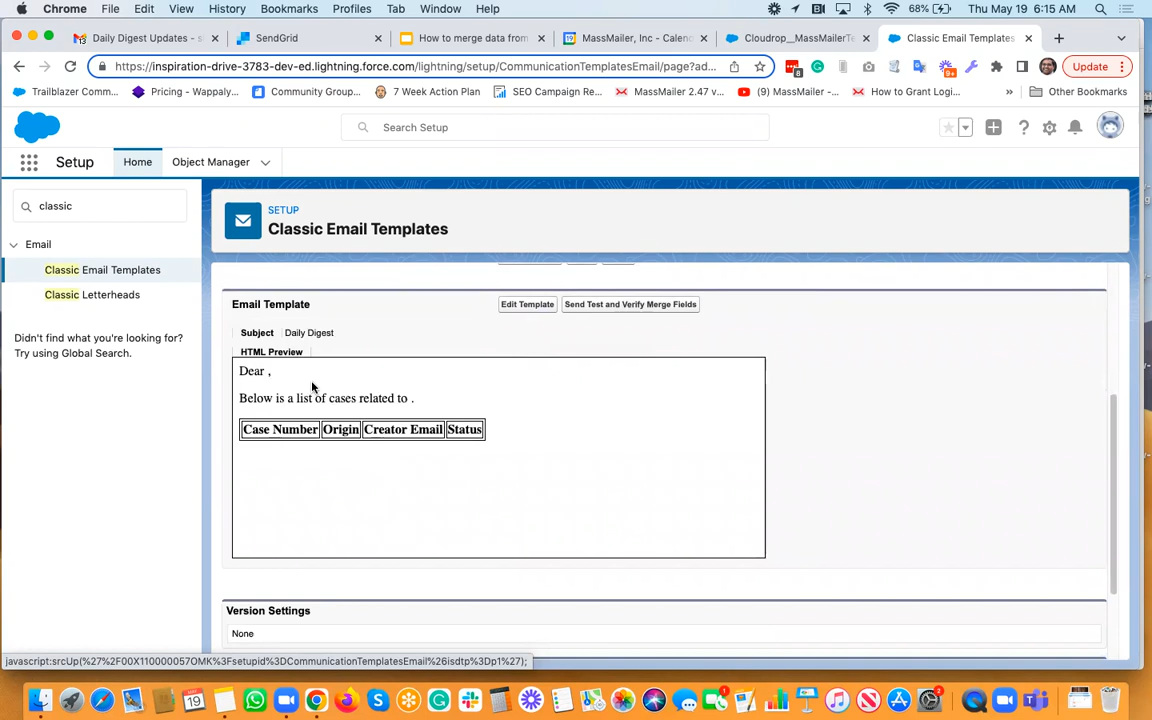 Chrome File Edit View History Bookmarks Profiles Tab Window Help 68% Thu May 19 6:15 AM
Daily Digest Updates - s SendGrid How to merge data from MassMailer, Inc - Calen Cloudrop__MassMailerTe Classic Email Templates
https://inspiration-drive-3783-dev-ed.lightning.force.com/lightning/setup/CommunicationTemplatesEmail/page?ad... 8 9+ Update
Trailblazer Comm... Pricing - Wappaly... Community Group... 7 Week Action Plan SEO Campaign Re... MassMailer 2.47 v... (9) MassMailer -... How to Grant Logi... » Other Bookmarks
Search Setup
Setup Home Object Manager
classic
SETUP
Classic Email Templates
Email
Classic Email Templates
Classic Letterheads
Didn't find what you're looking for?
Try using Global Search.
Email Template Edit Template Send Test and Verify Merge Fields
Subject Daily Digest
HTML Preview
Dear ,
Below is a list of cases related to .
Case Number Origin Creator Email Status
Version Settings
None
javascript:srcUp(%27%2F00X110000057OMK%3Fsetupid%3DCommunicationTemplatesEmail%26isdtp%3Dp1%27);